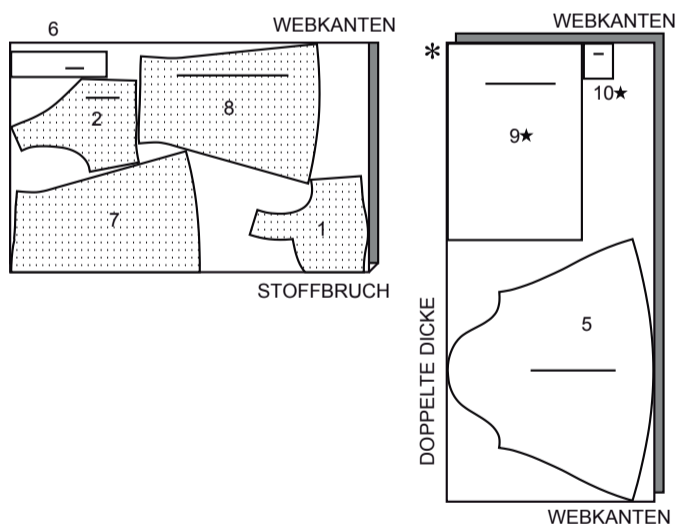 6
WEBKANTEN
2
8
7
1
STOFFBRUCH
WEBKANTEN
*
10★
9★
5
DOPPELTE DICKE
WEBKANTEN